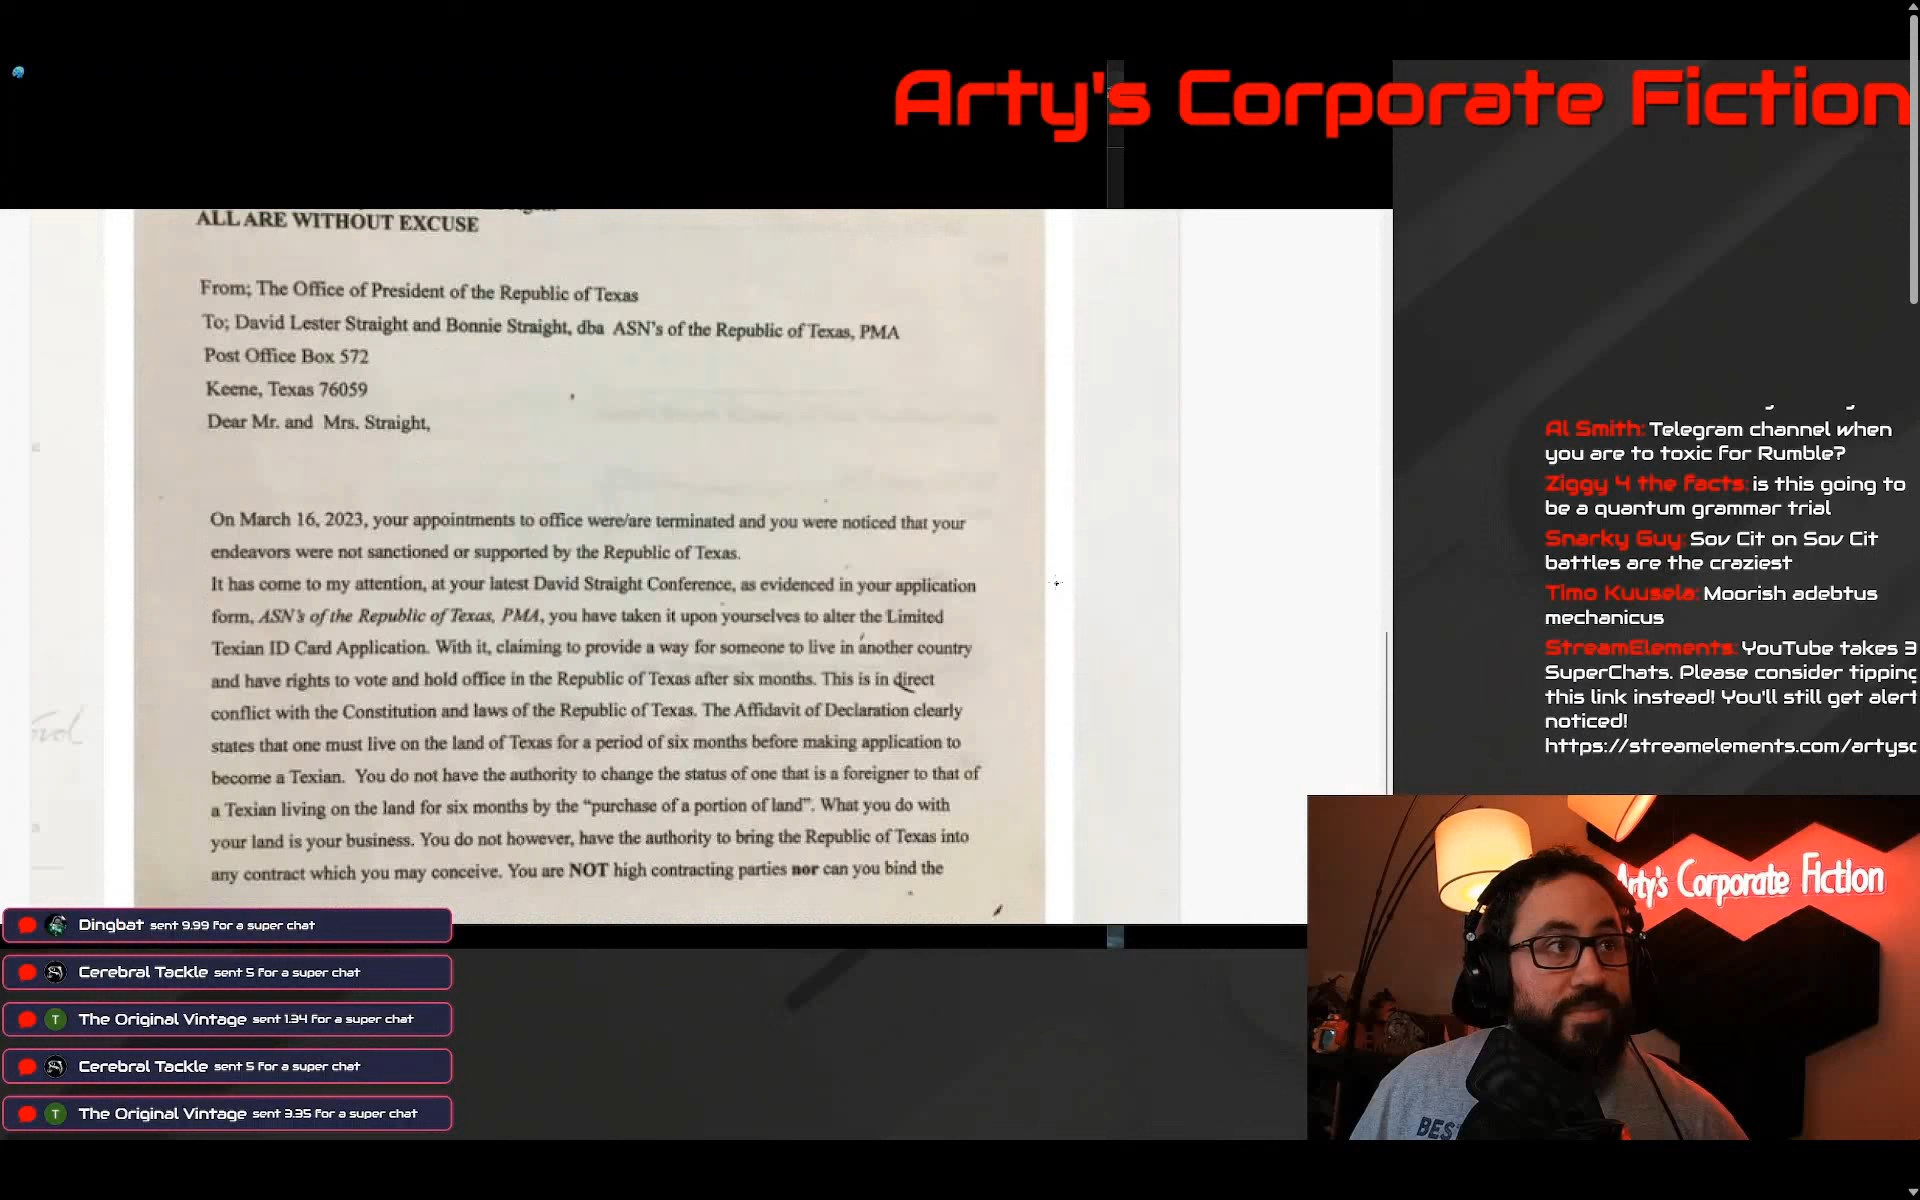 Arty's Corporate Fiction
ALL ARE WITHOUT EXCUSE
From; The Office of President of the Republic of Texas
To; David Lester Straight and Bonnie Straight, dba ASN's of the Republic of Texas, PMA
Post Office Box 572
Keene, Texas 76059
Dear Mr. and Mrs. Straight,
On March 16, 2023, your appointments to office were/are terminated and you were noticed that your
endeavors were not sanctioned or supported by the Republic of Texas.
It has come to my attention, at your latest David Straight Conference, as evidenced in your application
form, ASN's of the Republic of Texas, PMA, you have taken it upon yourselves to alter the Limited
Texian ID Card Application. With it, claiming to provide a way for someone to live in another country
and have rights to vote and hold office in the Republic of Texas after six months. This is in direct
conflict with the Constitution and laws of the Republic of Texas. The Affidavit of Declaration clearly
states that one must live on the land of Texas for a period of six months before making application to
become a Texian. You do not have the authority to change the status of one that is a foreigner to that of
a Texian living on the land for six months by the "purchase of a portion of land". What you do with
your land is your business. You do not however, have the authority to bring the Republic of Texas into
any contract which you may conceive. You are NOT high contracting parties nor can you bind the
Al Smith: Telegram channel when
you are to toxic for Rumble?
Ziggy 4 the facts: is this going to
be a quantum grammar trial
Snarky Guy: Sov Cit on Sov Cit
battles are the craziest
Timo Kuusela: Moorish adebtus
mechanicus
StreamElements: YouTube takes 3
SuperChats. Please consider tipping
this link instead! You'll still get alert
noticed!
https://streamelements.com/artysc
Arty's Corporate Fiction
BES
Dingbat sent 9.99 for a super chat
Cerebral Tackle sent 5 for a super chat
T The Original Vintage sent 1.34 for a super chat
Cerebral Tackle sent 5 for a super chat
T The Original Vintage sent 3.35 for a super chat